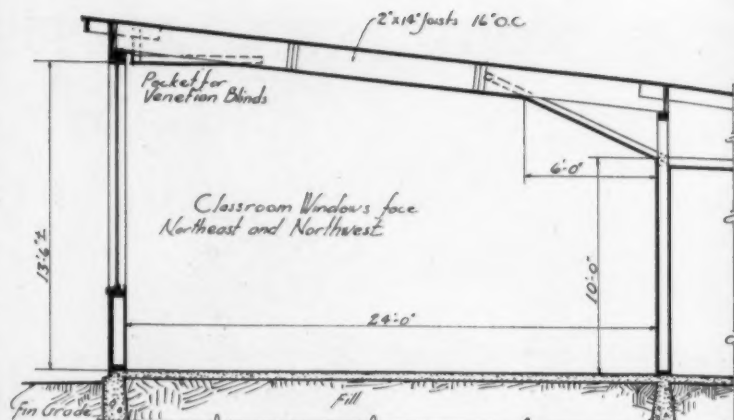 2"x14" Joists 16" O.C.
Pocket for
Venetian Blinds
6'-0"
Classroom Windows face
Northeast and Northwest
13'-6"±
10'-0"
24'-0"
Fin Grade
Fill